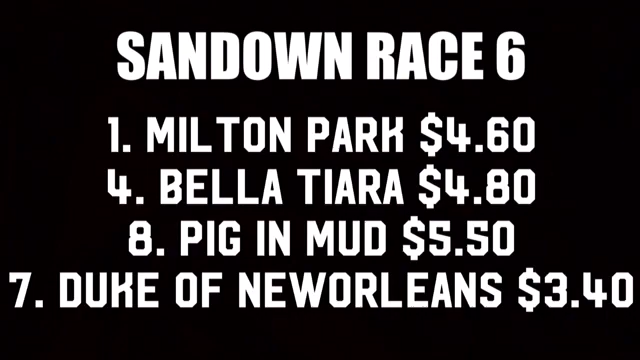 SANDOWN RACE 6
1. MILTON PARK $4.60
4. BELLA TIARA $4.80
8. PIG IN MUD $5.50
7. DUKE OF NEWORLEANS $3.40